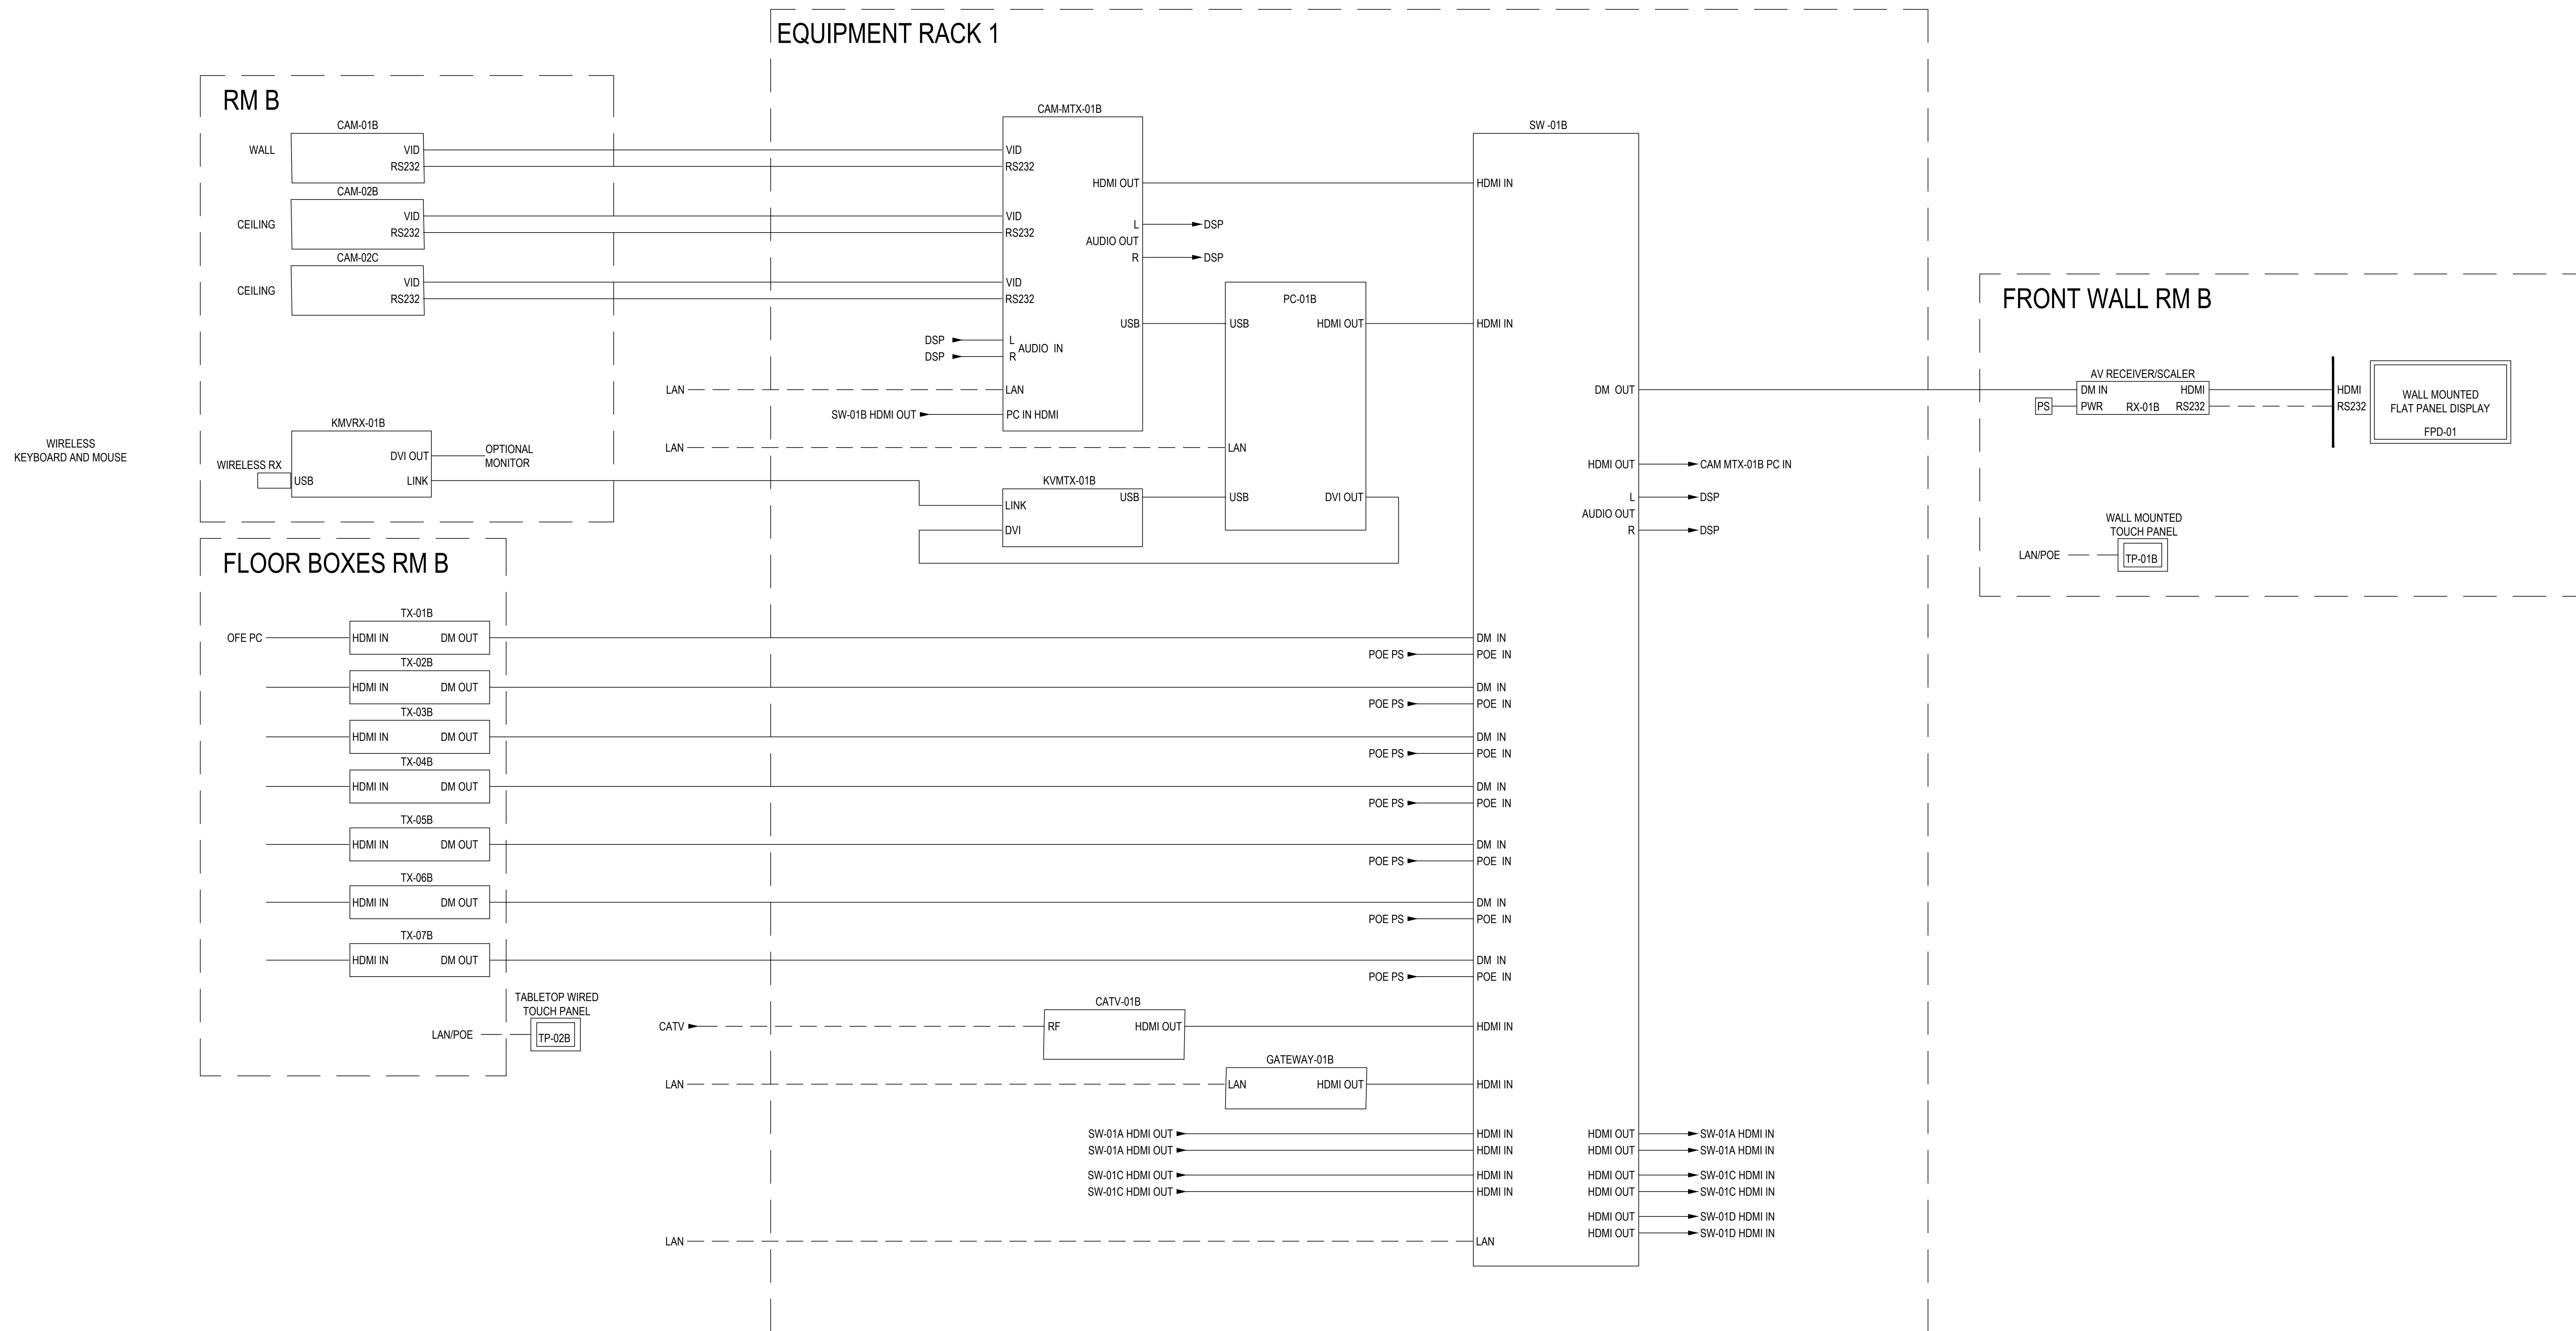 EQUIPMENT RACK 1
RM B
CAM-01B
WALL
VID
RS232
CAM-02B
CEILING
VID
RS232
CAM-02C
CEILING
VID
RS232
WIRELESS
KEYBOARD AND MOUSE
KMVRX-01B
WIRELESS RX
USB
DVI OUT
LINK
OPTIONAL
MONITOR
FLOOR BOXES RM B
TX-01B
OFE PC
HDMI IN DM OUT
TX-02B
HDMI IN DM OUT
TX-03B
HDMI IN DM OUT
TX-04B
HDMI IN DM OUT
TX-05B
HDMI IN DM OUT
TX-06B
HDMI IN DM OUT
TX-07B
HDMI IN DM OUT
TABLETOP WIRED
TOUCH PANEL
LAN/POE
TP-02B
CAM-MTX-01B
VID
RS232
HDMI OUT
VID
RS232
L
AUDIO OUT
R
DSP
DSP
VID
RS232
USB
DSP
DSP
L
AUDIO IN
R
LAN
LAN
SW-01B HDMI OUT
PC IN HDMI
PC-01B
USB HDMI OUT
LAN
LAN
USB DVI OUT
KVMTX-01B
USB
LINK
DVI
SW -01B
HDMI IN
HDMI IN
DM OUT
HDMI OUT
CAM MTX-01B PC IN
L
DSP
AUDIO OUT
R
DSP
DM IN
POE PS
POE IN
DM IN
POE PS
POE IN
DM IN
POE PS
POE IN
DM IN
POE PS
POE IN
DM IN
POE PS
POE IN
DM IN
POE PS
POE IN
DM IN
POE PS
POE IN
CATV-01B
CATV
RF HDMI OUT
HDMI IN
GATEWAY-01B
LAN
LAN HDMI OUT
HDMI IN
SW-01A HDMI OUT HDMI IN
SW-01A HDMI OUT HDMI IN
SW-01C HDMI OUT HDMI IN
SW-01C HDMI OUT HDMI IN
LAN
LAN
HDMI OUT SW-01A HDMI IN
HDMI OUT SW-01A HDMI IN
HDMI OUT SW-01C HDMI IN
HDMI OUT SW-01C HDMI IN
HDMI OUT SW-01D HDMI IN
HDMI OUT SW-01D HDMI IN
FRONT WALL RM B
AV RECEIVER/SCALER
DM IN HDMI
PS
PWR RX-01B RS232
HDMI
RS232
WALL MOUNTED
FLAT PANEL DISPLAY
FPD-01
WALL MOUNTED
TOUCH PANEL
LAN/POE
TP-01B